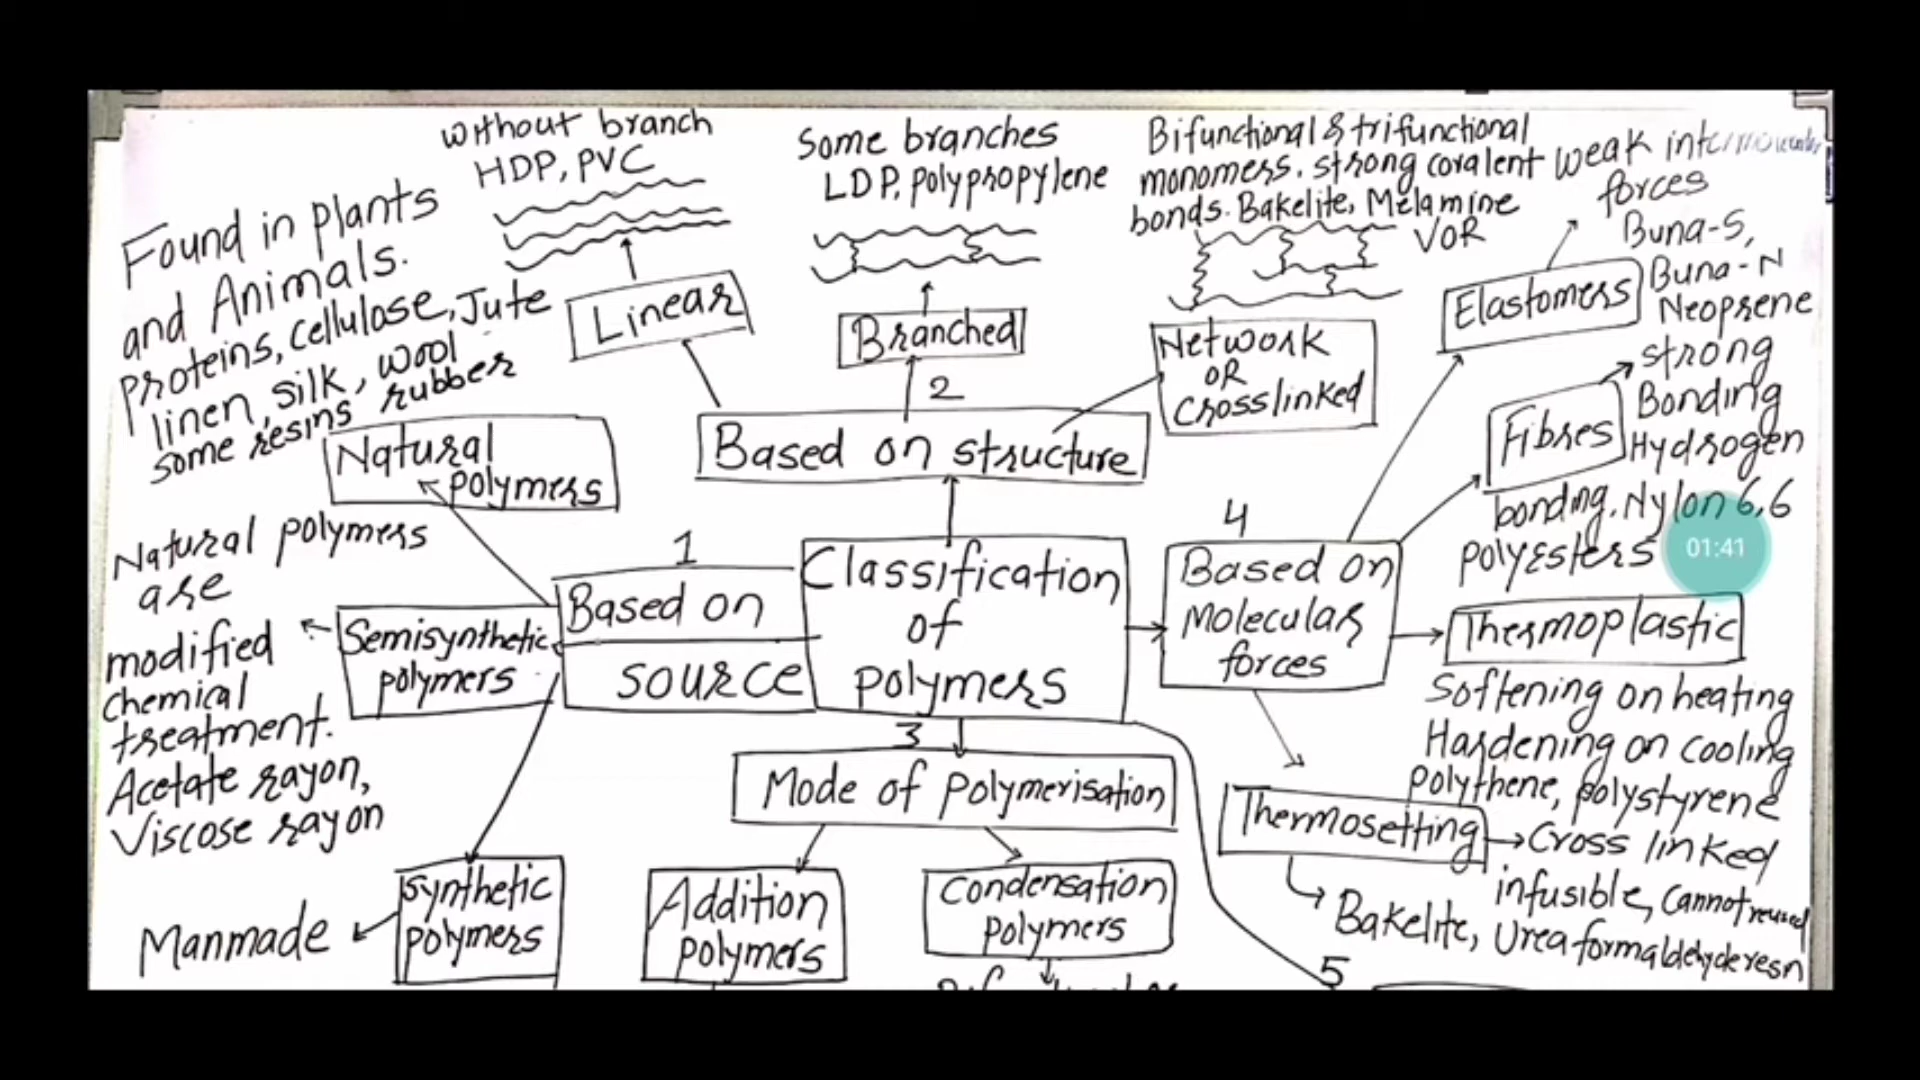 without branch
HDP, PVC
Some branches
LDP, polypropylene
Bifunctional & trifunctional
monomers. strong covalent
bonds. Bakelite, Melamine
weak intermolecular
forces
Buna-S,
Buna-N
Neoprene
Found in plants
and Animals.
Proteins, cellulose, Jute
linen, silk, wool
some resins rubber
Linear
Branched
Network
OR
Crosslinked
Elastomers
Fibres
strong
Bonding
Hydrogen
bonding. Nylon 6,6
polyesters
01:41
2
Based on structure
Natural
polymers
Natural polymers
are
modified
chemical
treatment.
Acetate rayon,
Viscose rayon
Semisynthetic
polymers
1
Based on
source
Classification
of
polymers
4
Based on
Molecular
forces
Thermoplastic
Softening on heating
Hardening on cooling
polythene, polystyrene
3
Mode of polymerisation
Thermosetting
Cross linked
infusible, Cannot reused
Bakelite, Ureaformaldehyde resn
Manmade
synthetic
polymers
Addition
polymers
Condensation
polymers
5